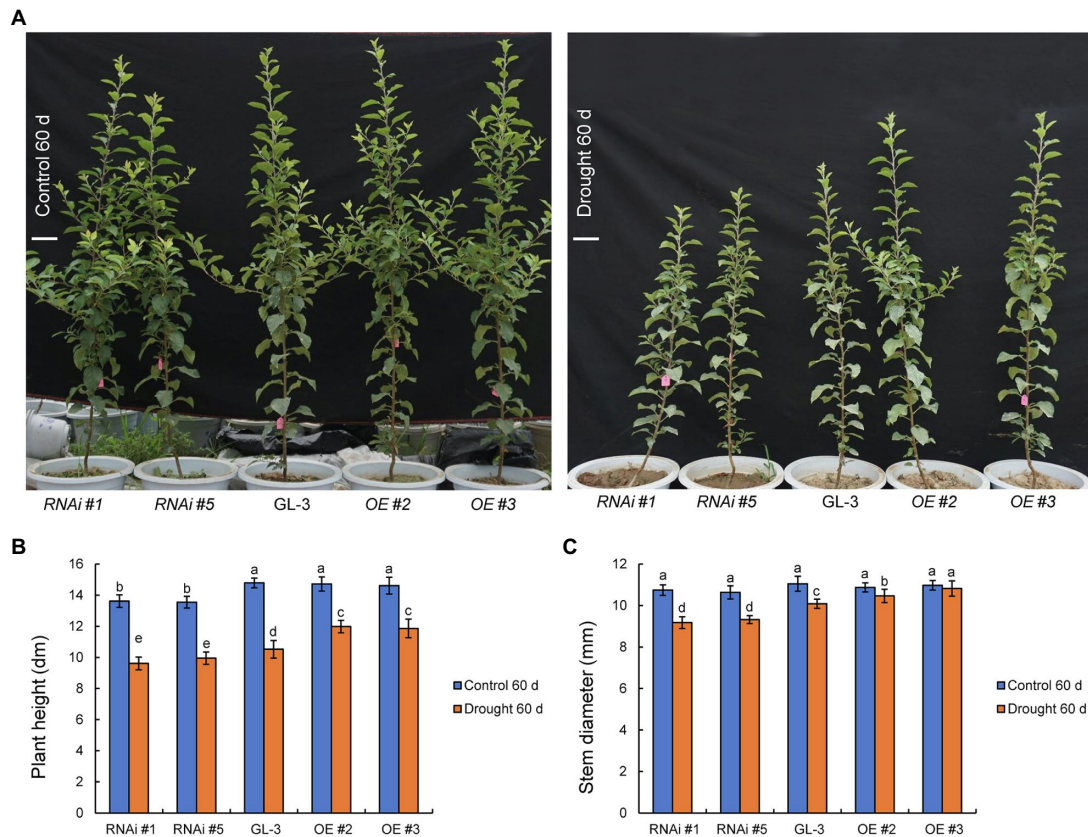 A
Control 60 d
Drought 60 d
RNAi #1 RNAi #5 GL-3 OE #2 OE #3
RNAi #1 RNAi #5 GL-3 OE #2 OE #3
B
Plant height (dm)
16
14
12
10
8
6
4
2
0
b e b e a d a c a c
RNAi #1 RNAi #5 GL-3 OE #2 OE #3
Control 60 d
Drought 60 d
C
Stem diameter (mm)
12
10
8
6
4
2
0
a d a d a c a b a a
RNAi #1 RNAi #5 GL-3 OE #2 OE #3
Control 60 d
Drought 60 d